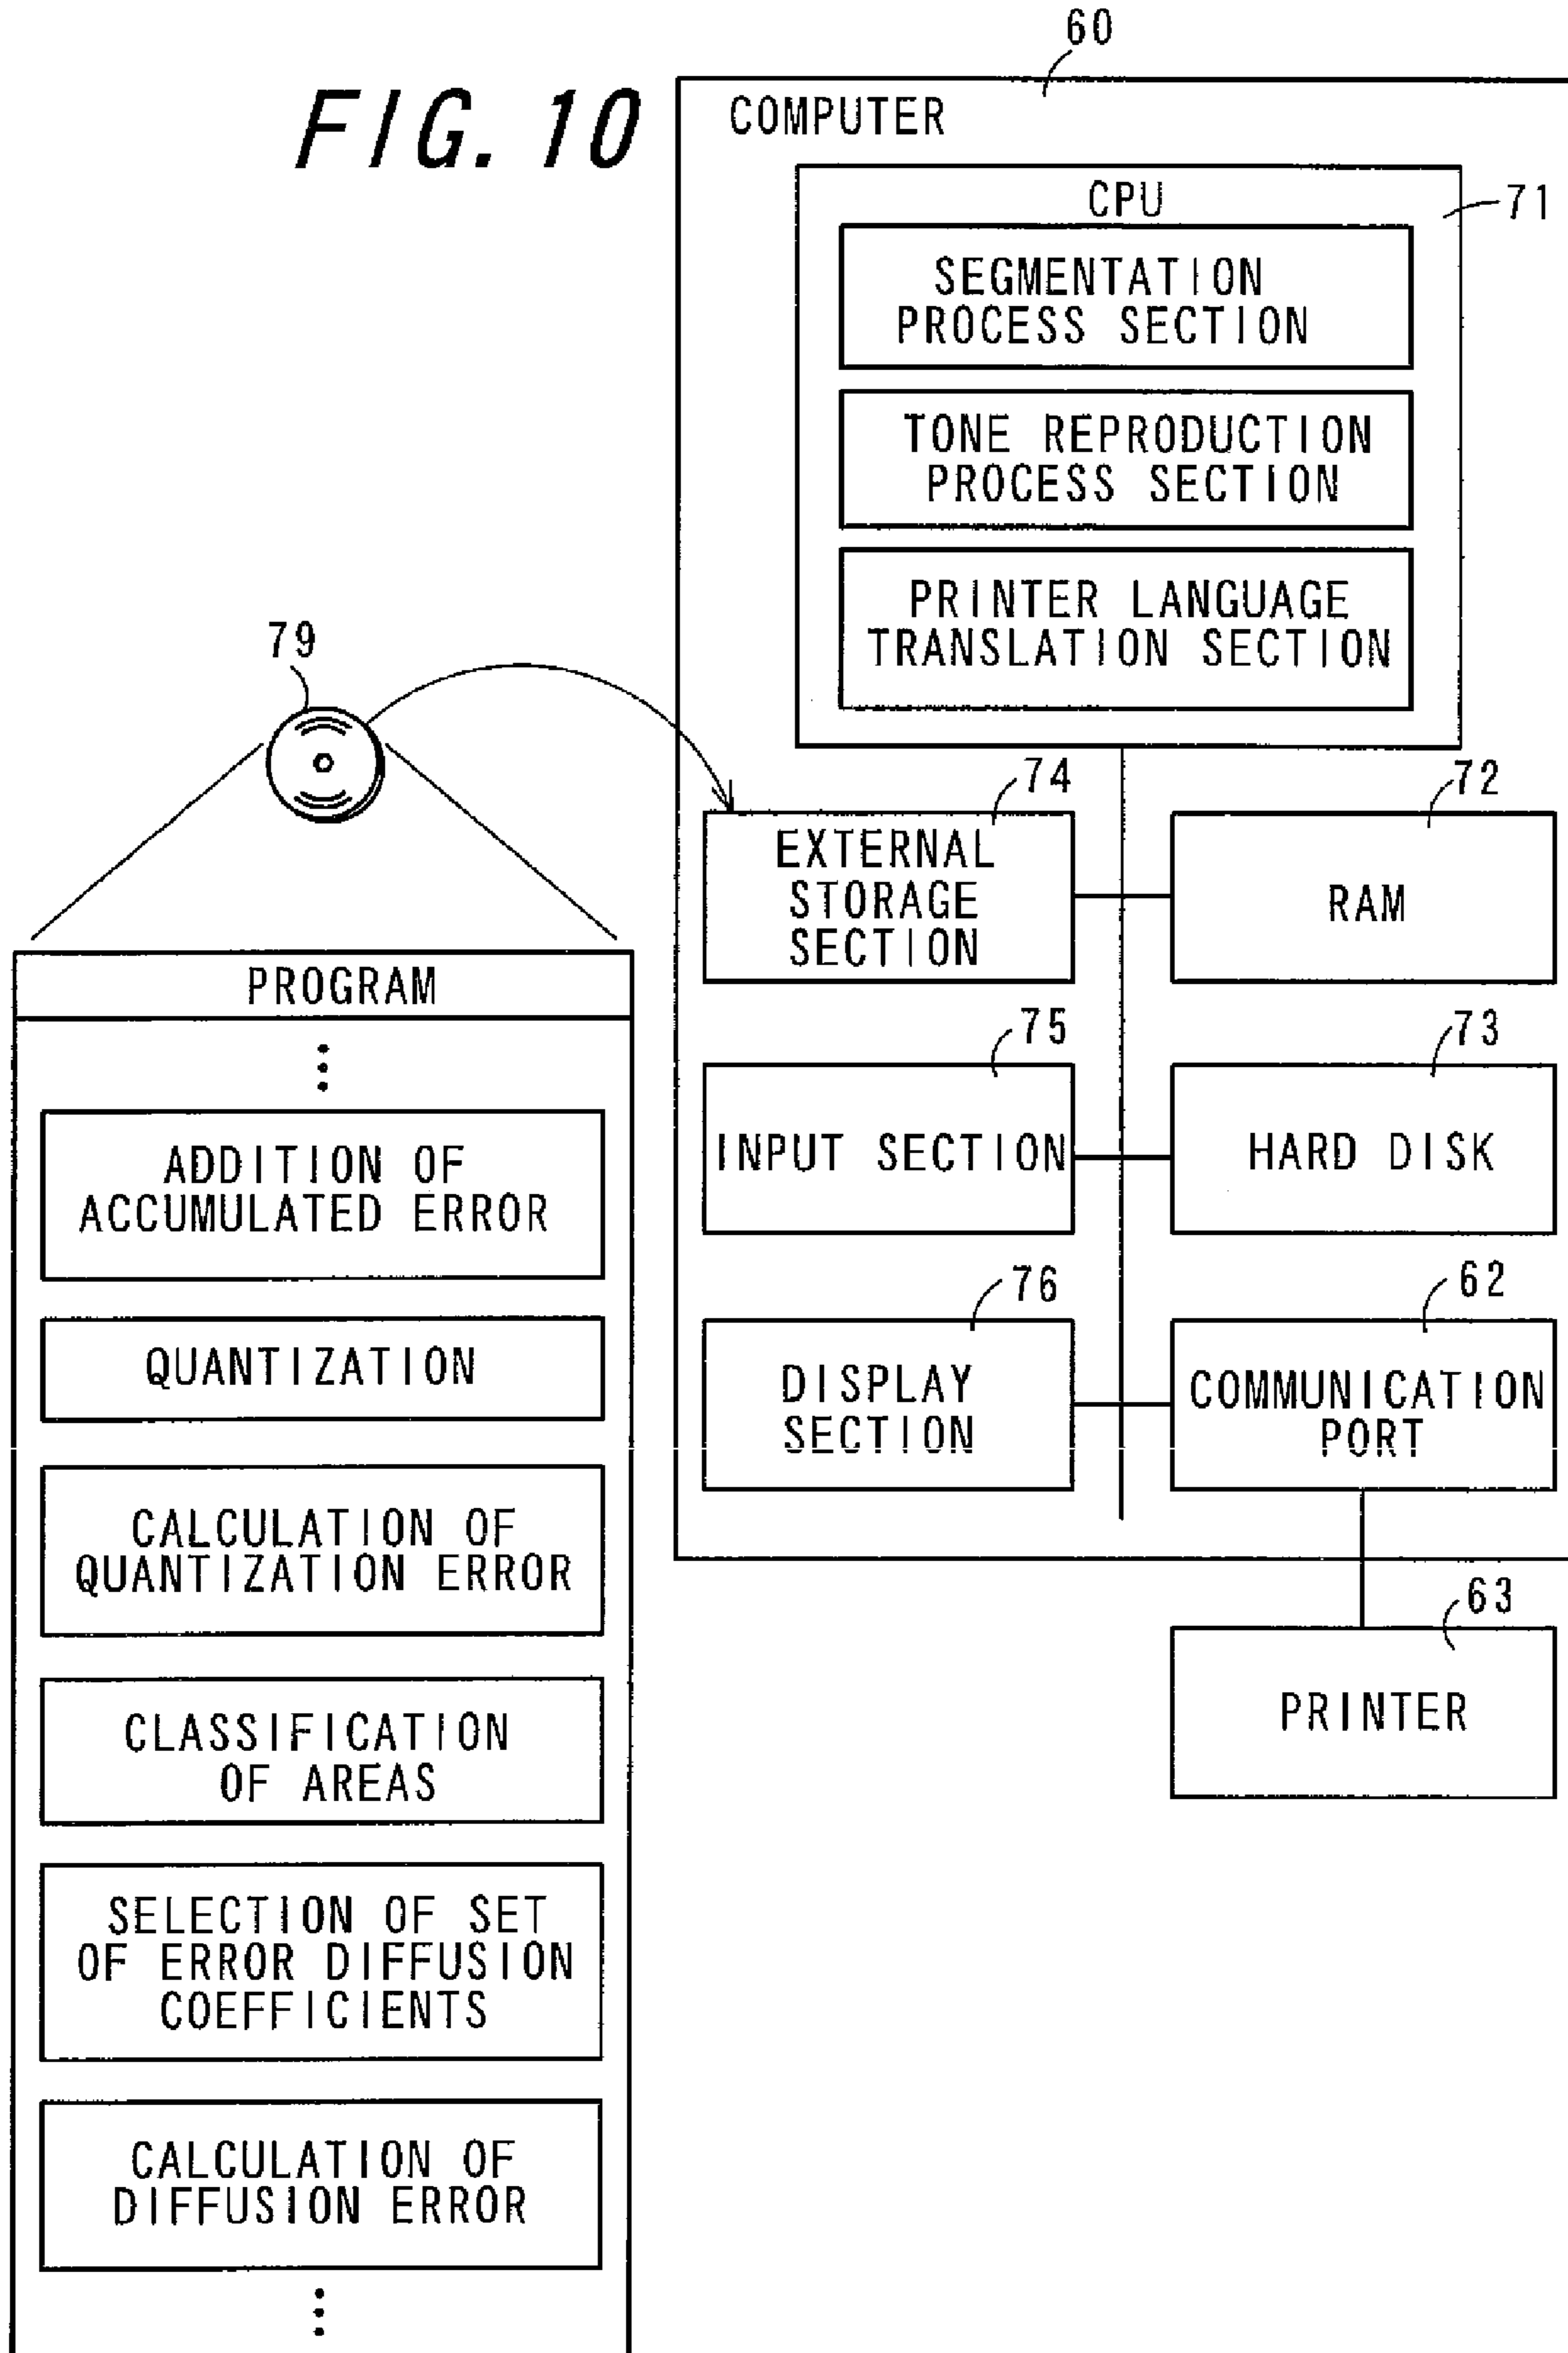 FIG. 10
60
COMPUTER
CPU
71
SEGMENTATION
PROCESS SECTION
TONE REPRODUCTION
PROCESS SECTION
PRINTER LANGUAGE
TRANSLATION SECTION
79
74
EXTERNAL
STORAGE
SECTION
72
RAM
75
INPUT SECTION
73
HARD DISK
76
DISPLAY
SECTION
62
COMMUNICATION
PORT
63
PRINTER
PROGRAM
ADDITION OF
ACCUMULATED ERROR
QUANTIZATION
CALCULATION OF
QUANTIZATION ERROR
CLASSIFICATION
OF AREAS
SELECTION OF SET
OF ERROR DIFFUSION
COEFFICIENTS
CALCULATION OF
DIFFUSION ERROR